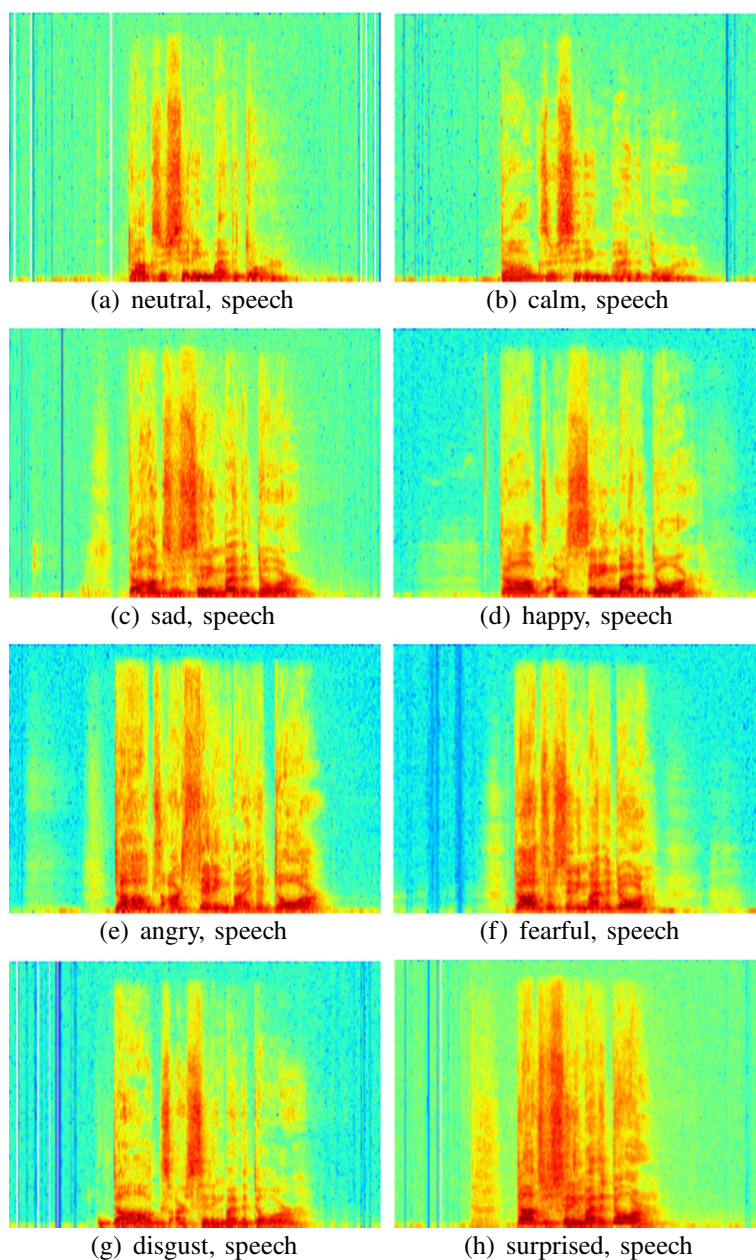 (a) neutral, speech
(b) calm, speech
(c) sad, speech
(d) happy, speech
(e) angry, speech
(f) fearful, speech
(g) disgust, speech
(h) surprised, speech